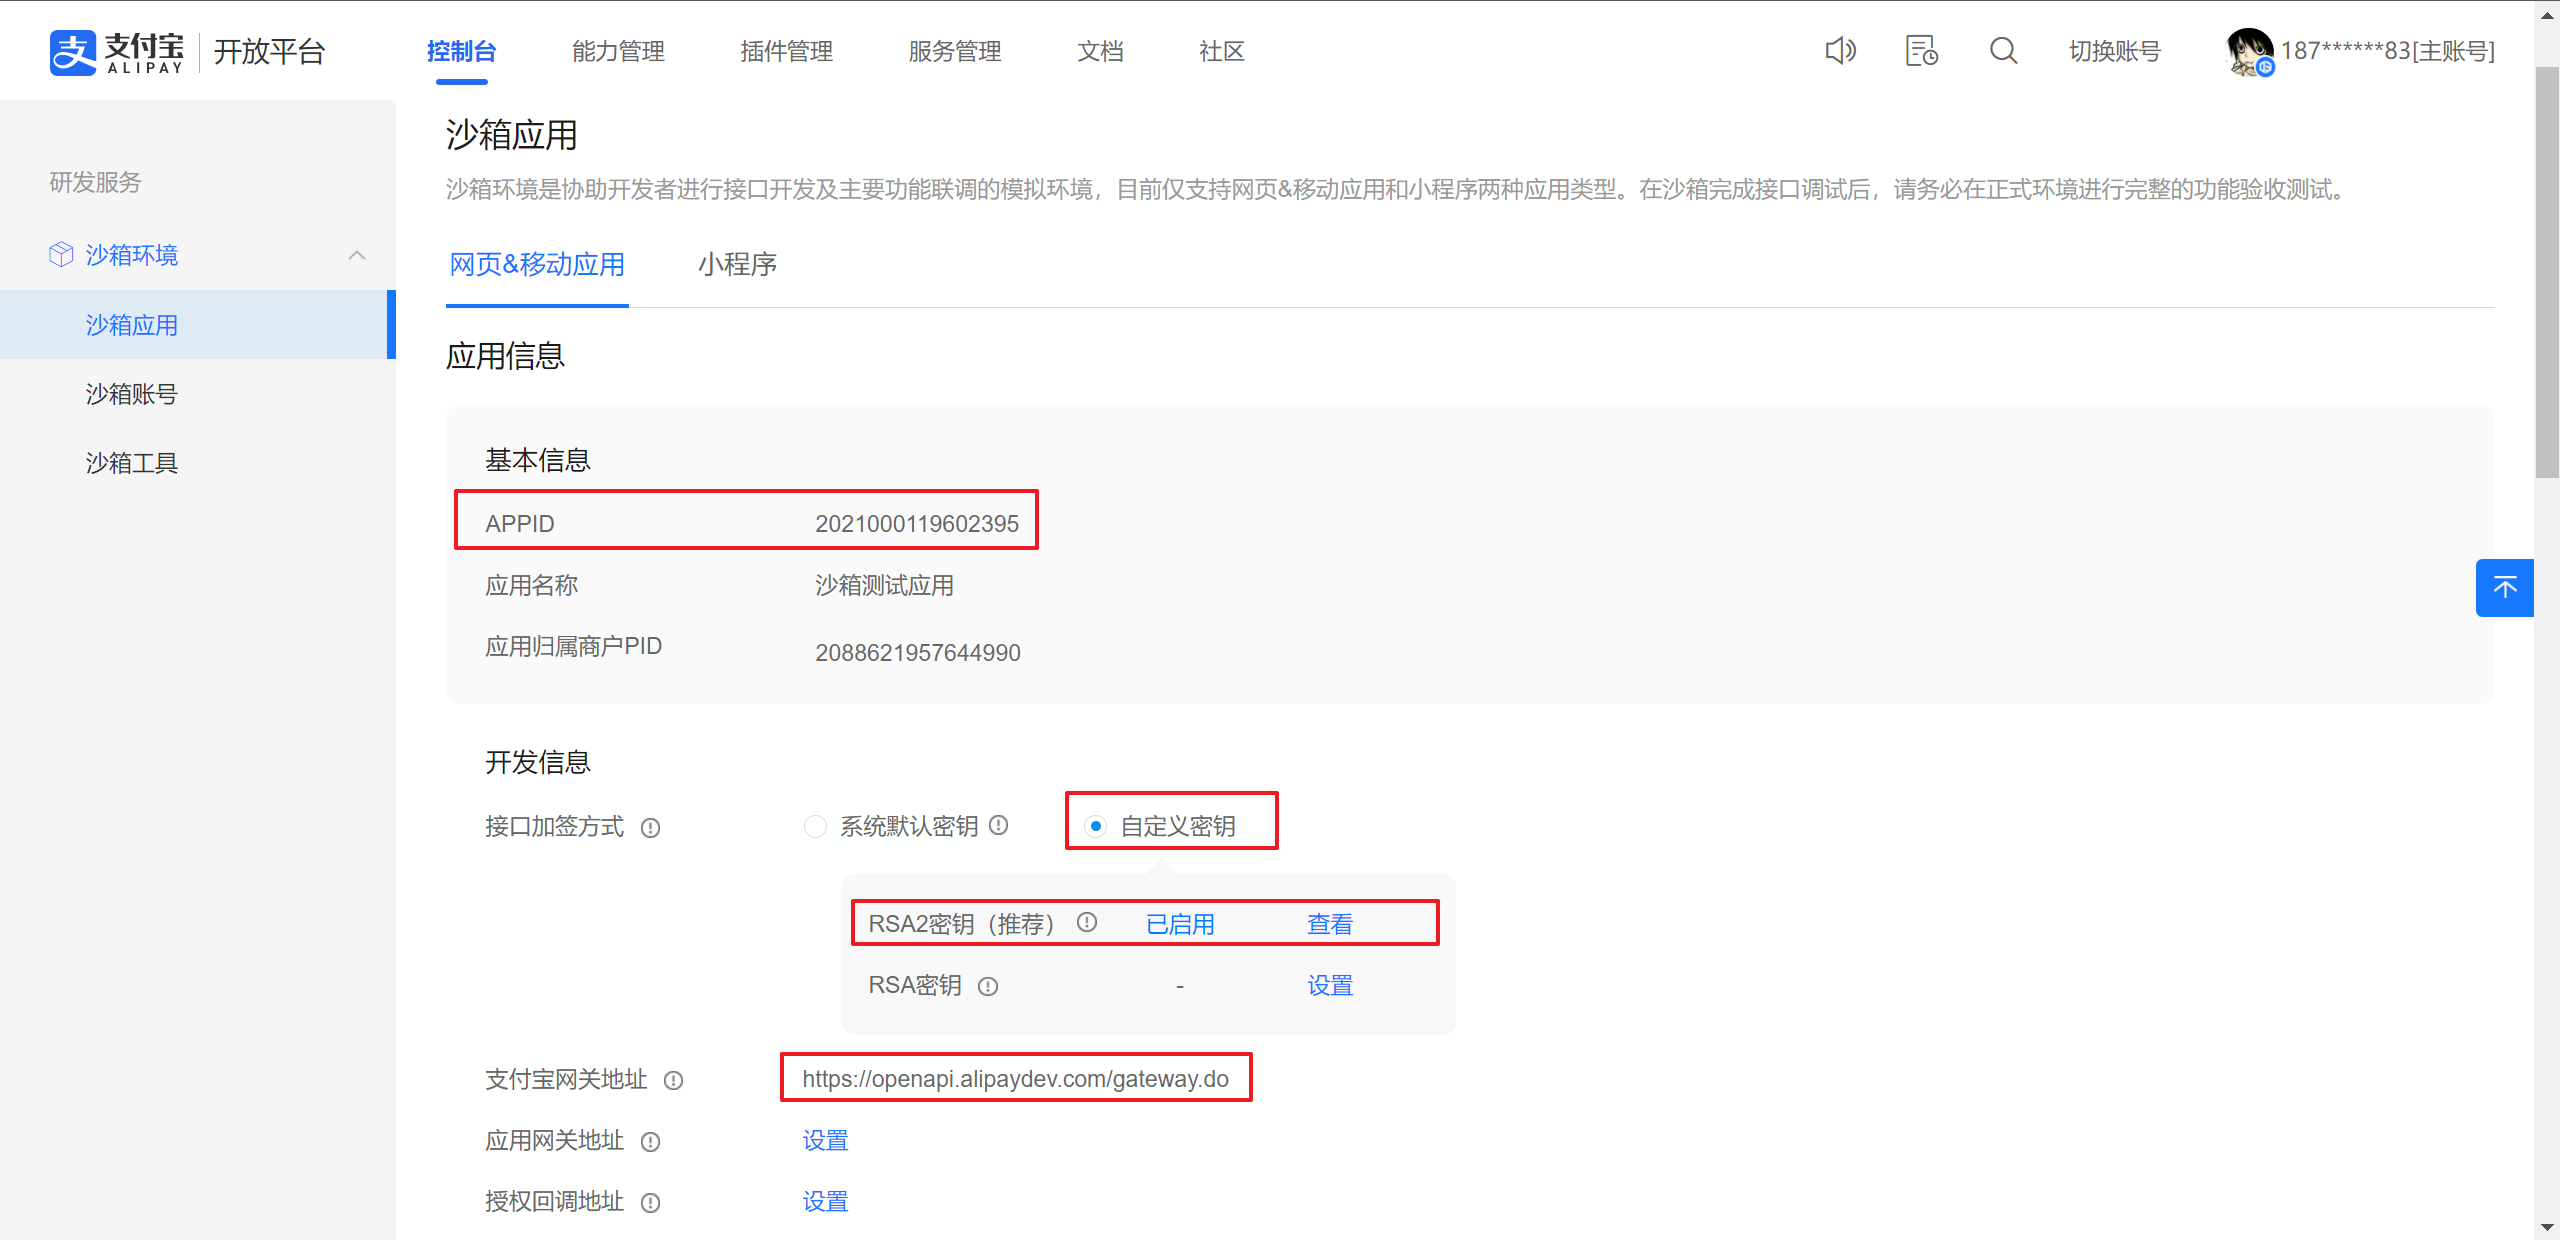 支付宝 ALIPAY 开放平台 控制台 能力管理 插件管理 服务管理 文档 社区 切换账号 187******83[主账号]
研发服务
沙箱环境
沙箱应用
沙箱账号
沙箱工具
沙箱应用
沙箱环境是协助开发者进行接口开发及主要功能联调的模拟环境，目前仅支持网页&移动应用和小程序两种应用类型。在沙箱完成接口调试后，请务必在正式环境进行完整的功能验收测试。
网页&移动应用 小程序
应用信息
基本信息
APPID 2021000119602395
应用名称 沙箱测试应用
应用归属商户PID 2088621957644990
开发信息
接口加签方式 系统默认密钥 自定义密钥
RSA2密钥（推荐） 已启用 查看
RSA密钥 - 设置
支付宝网关地址 https://openapi.alipaydev.com/gateway.do
应用网关地址 设置
授权回调地址 设置